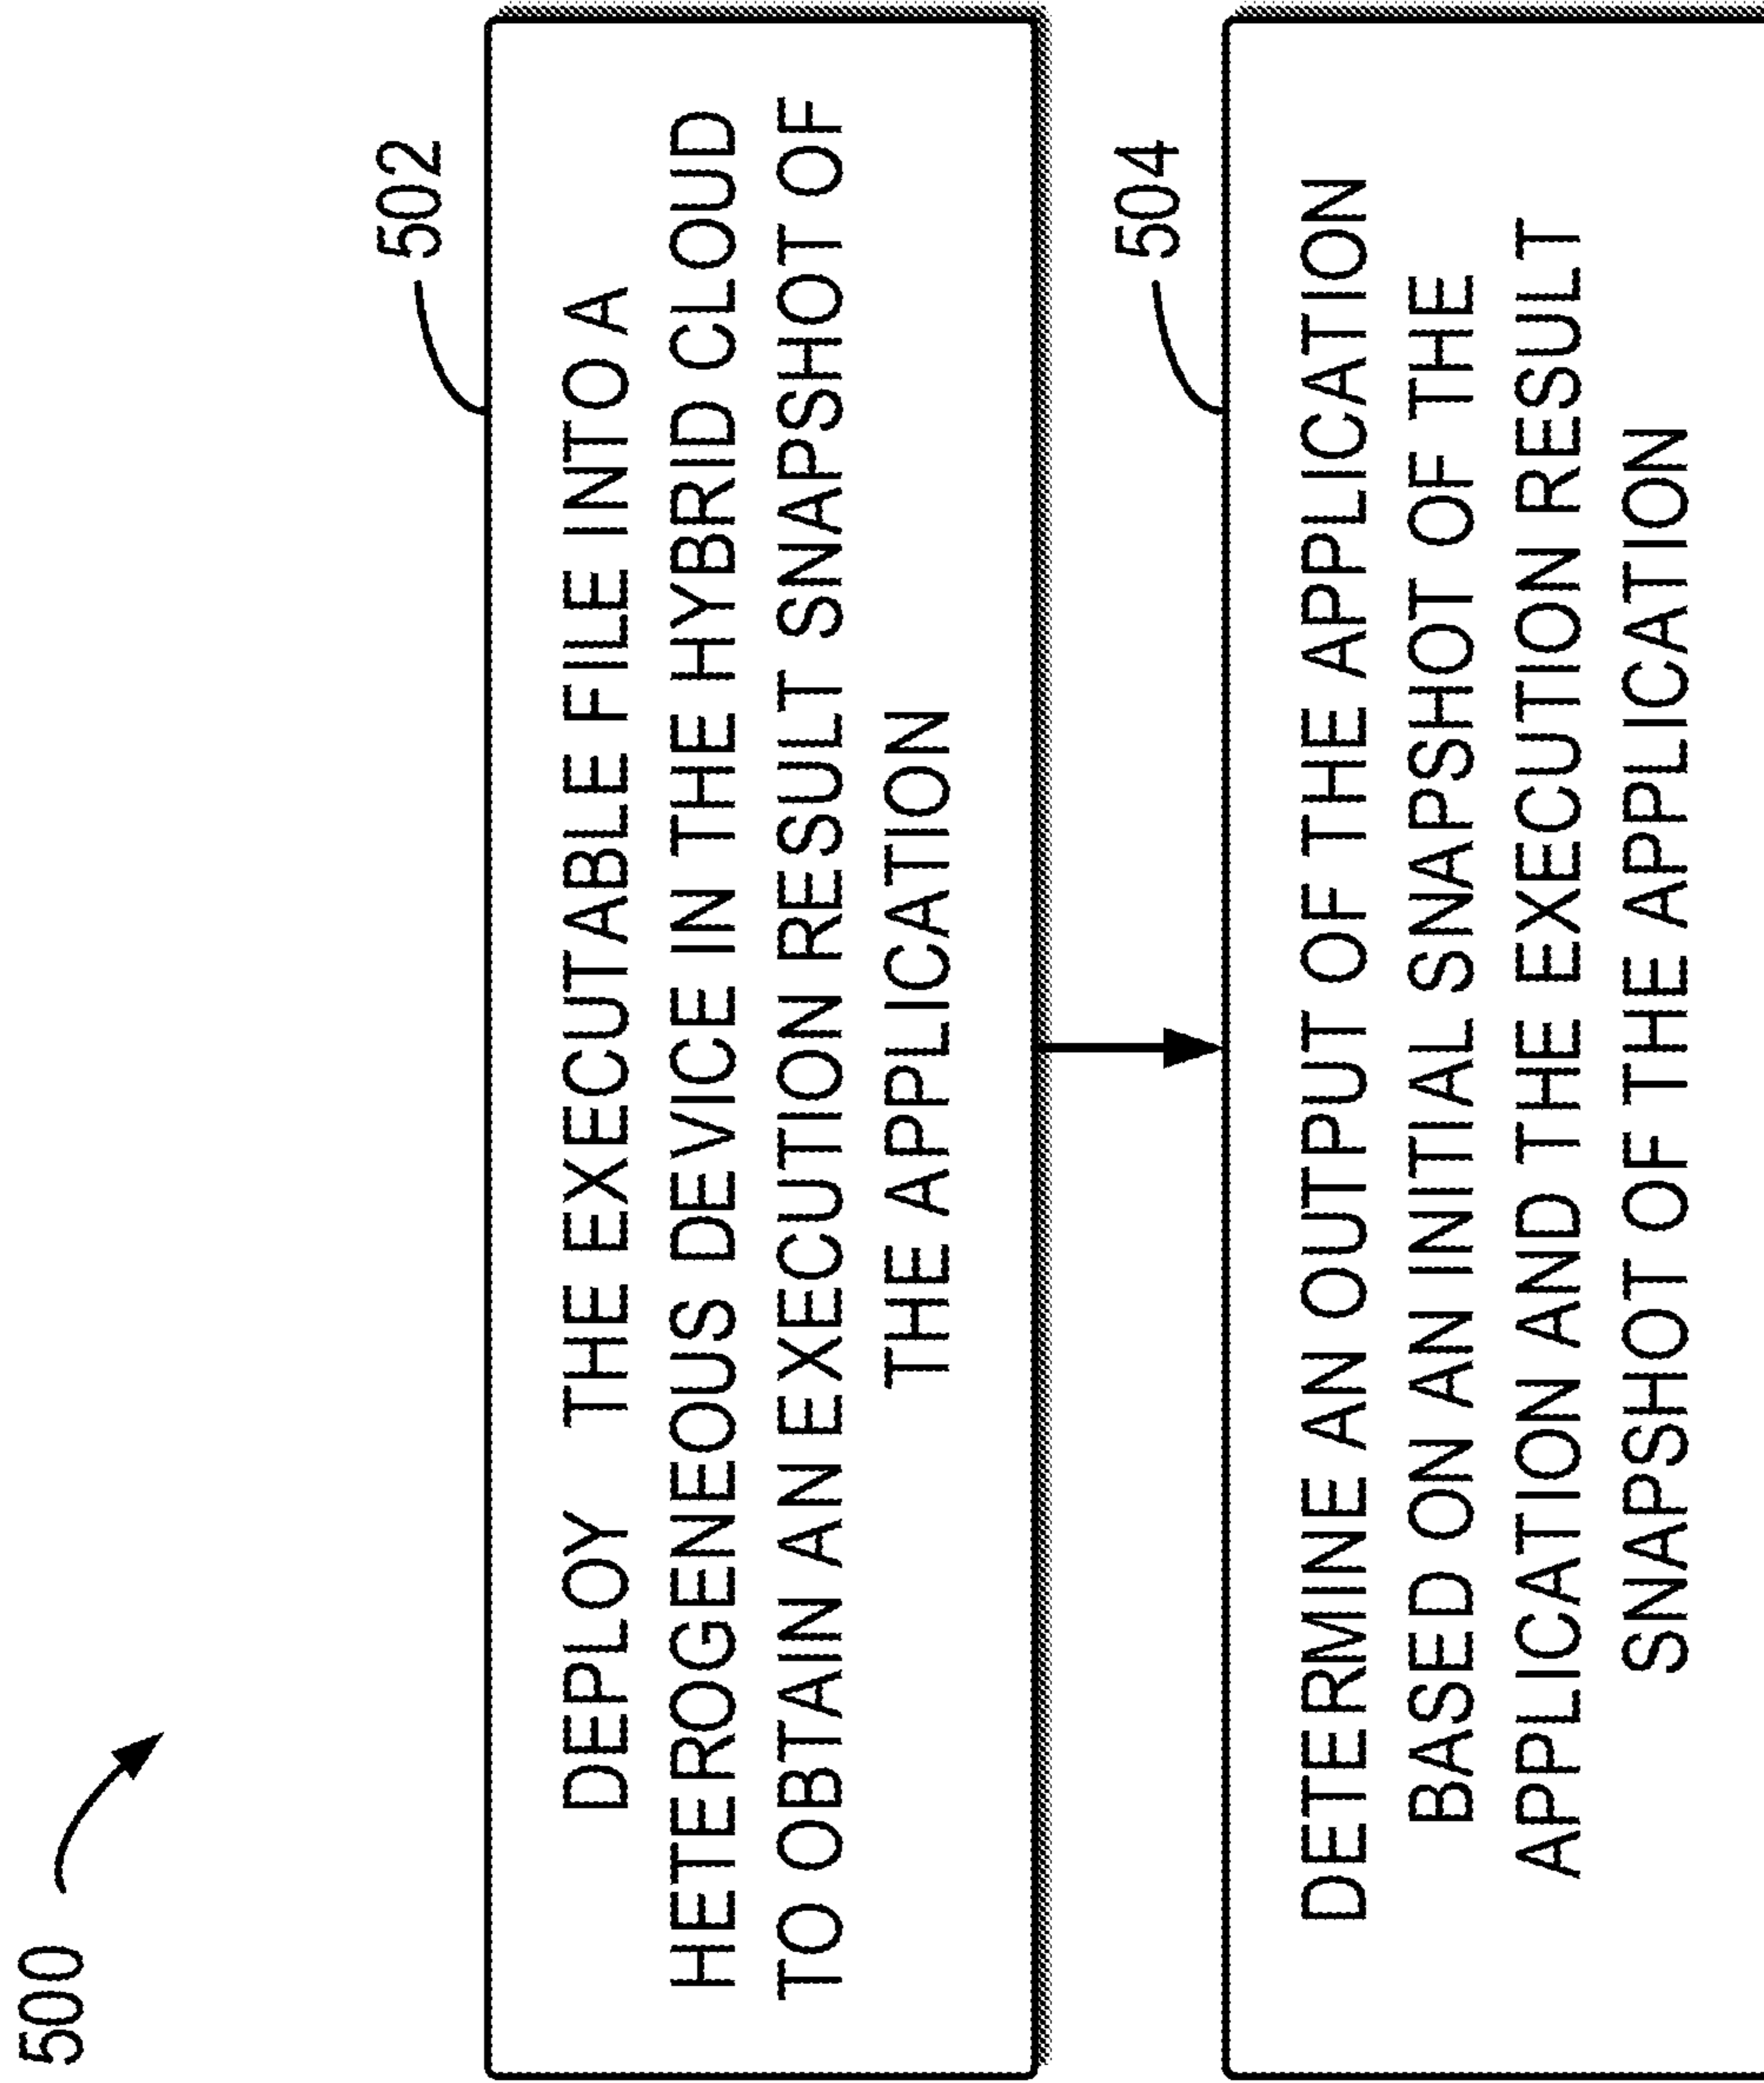 500
502
DEPLOY THE EXECUTABLE FILE INTO A
HETEROGENEOUS DEVICE IN THE HYBRID CLOUD
TO OBTAIN AN EXECUTION RESULT SNAPSHOT OF
THE APPLICATION
504
DETERMINE AN OUTPUT OF THE APPLICATION
BASED ON AN INITIAL SNAPSHOT OF THE
APPLICATION AND THE EXECUTION RESULT
SNAPSHOT OF THE APPLICATION